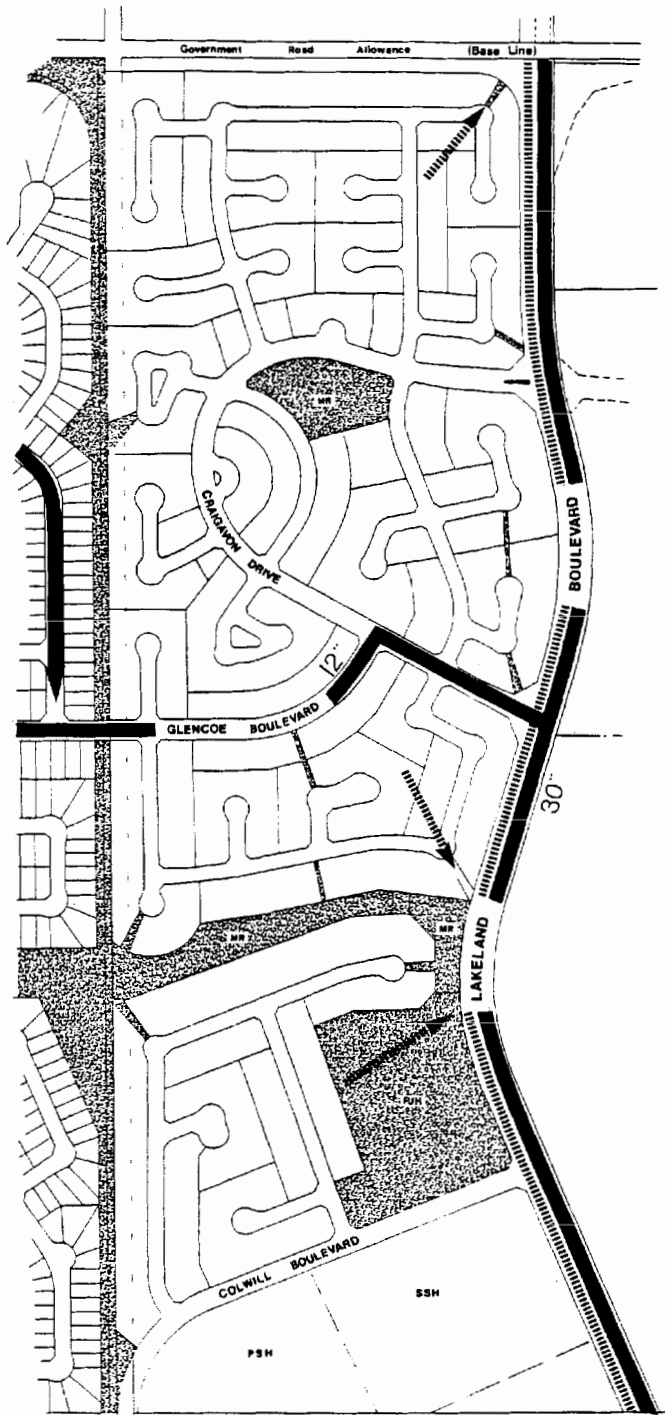 Government Road Allowance (Base Line)
MR
CRAIGAVON DRIVE
BOULEVARD
12"
GLENCOE BOULEVARD
30"
MR
MR
LAKELAND
COLWILL BOULEVARD
SSH
PSH